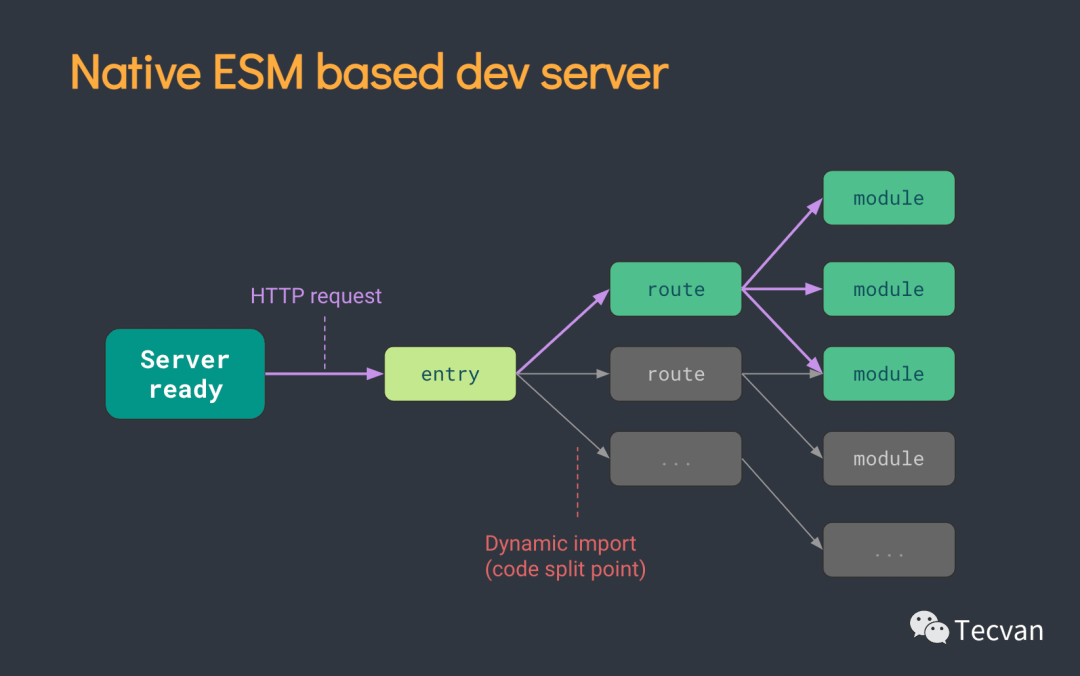 Native ESM based dev server
module
HTTP request
route
module
Server
ready
entry
route
module
...
module
Dynamic import
(code split point)
...
Tecvan